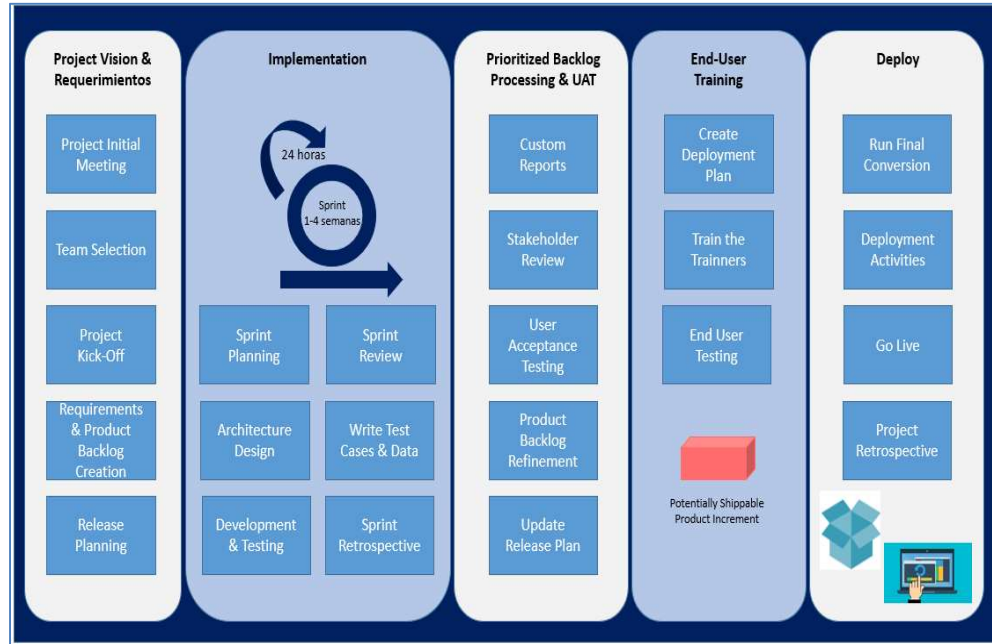 Project Vision &
Requerimientos
Project Initial
Meeting
Team Selection
Project
Kick-Off
Requirements
& Product
Backlog
Creation
Release
Planning
Implementation
24 horas
Sprint
1-4 semanas
Sprint
Planning
Sprint
Review
Architecture
Design
Write Test
Cases & Data
Development
& Testing
Sprint
Retrospective
Prioritized Backlog
Processing & UAT
Custom
Reports
Stakeholder
Review
User
Acceptance
Testing
Product
Backlog
Refinement
Update
Release Plan
End-User
Training
Create
Deployment
Plan
Train the
Trainners
End User
Testing
Potentially Shippable
Product Increment
Deploy
Run Final
Conversion
Deployment
Activities
Go Live
Project
Retrospective